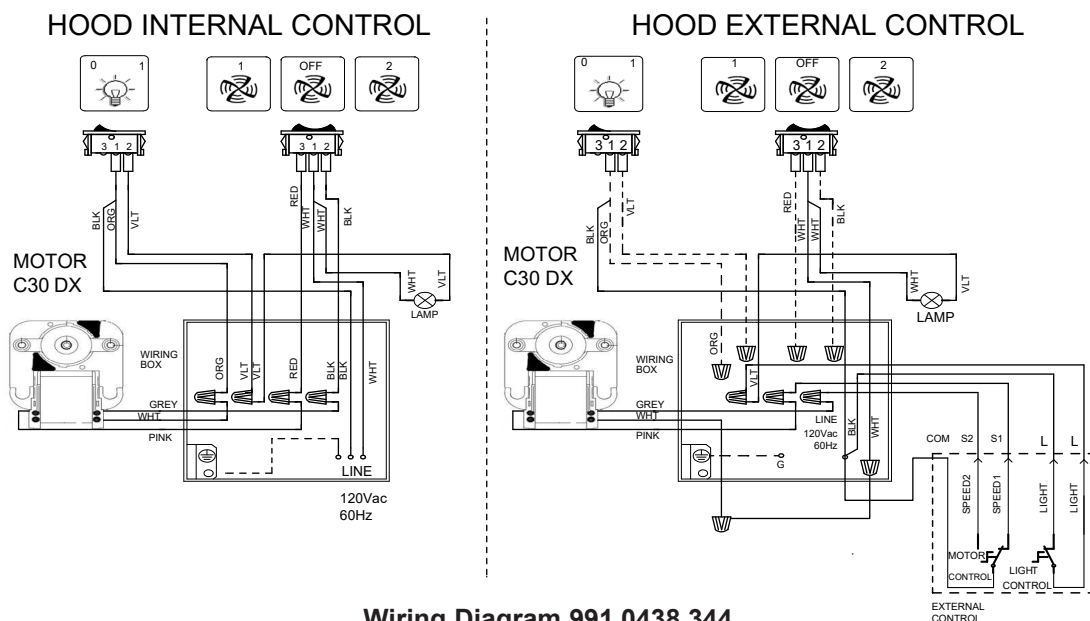 HOOD INTERNAL CONTROL
0 1
1
OFF
2
3 1 2
3 1 2
BLK
ORG
VLT
RED
WHT
WHT
BLK
MOTOR
C30 DX
WHT
VLT
LAMP
WIRING
BOX
ORG
VLT
VLT
RED
BLK
BLK
WHT
GREY
WHT
PINK
LINE
120Vac
60Hz
HOOD EXTERNAL CONTROL
0 1
1
OFF
2
3 1 2
3 1 2
BLK
ORG
VLT
RED
WHT
WHT
BLK
MOTOR
C30 DX
WHT
VLT
LAMP
WIRING
BOX
ORG
VLT
GREY
WHT
PINK
LINE
120Vac
60Hz
BLK
WHT
G
COM S2 S1 L L
SPEED2
SPEED1
LIGHT
LIGHT
MOTOR
CONTROL
LIGHT
CONTROL
EXTERNAL
CONTROL
Wiring Diagram 991.0438.344